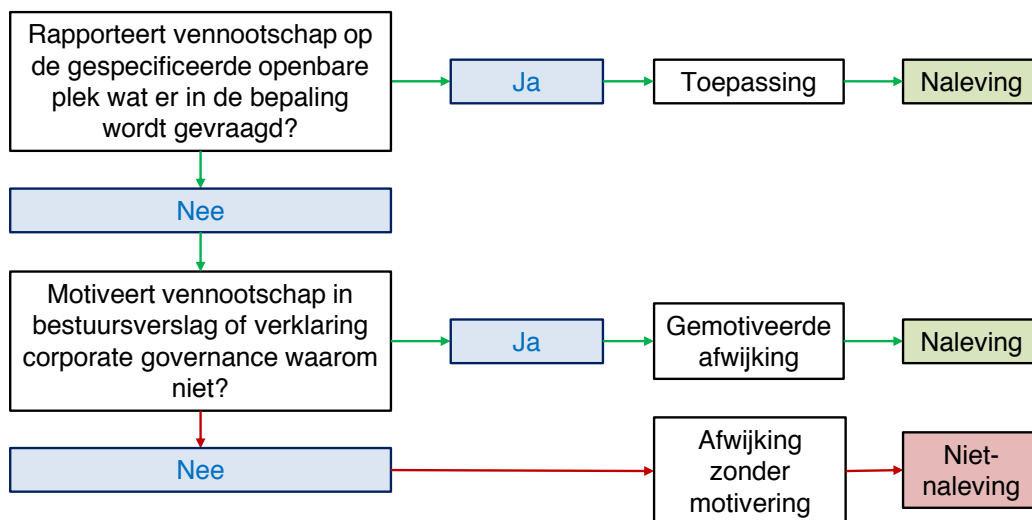 Rapporteert vennootschap op
de gespecificeerde openbare
plek wat er in de bepaling
wordt gevraagd?
Ja
Toepassing
Naleving
Nee
Motiveert vennootschap in
bestuursverslag of verklaring
corporate governance waarom
niet?
Ja
Gemotiveerde
afwijking
Naleving
Nee
Afwijking
zonder
motivering
Niet-
naleving